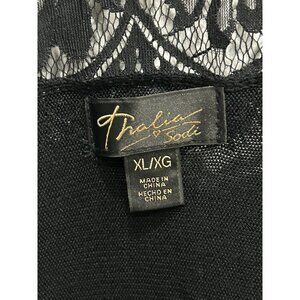 Thalia
Sodi
XL/XG
MADE IN
CHINA
HECHO EN
CHINA